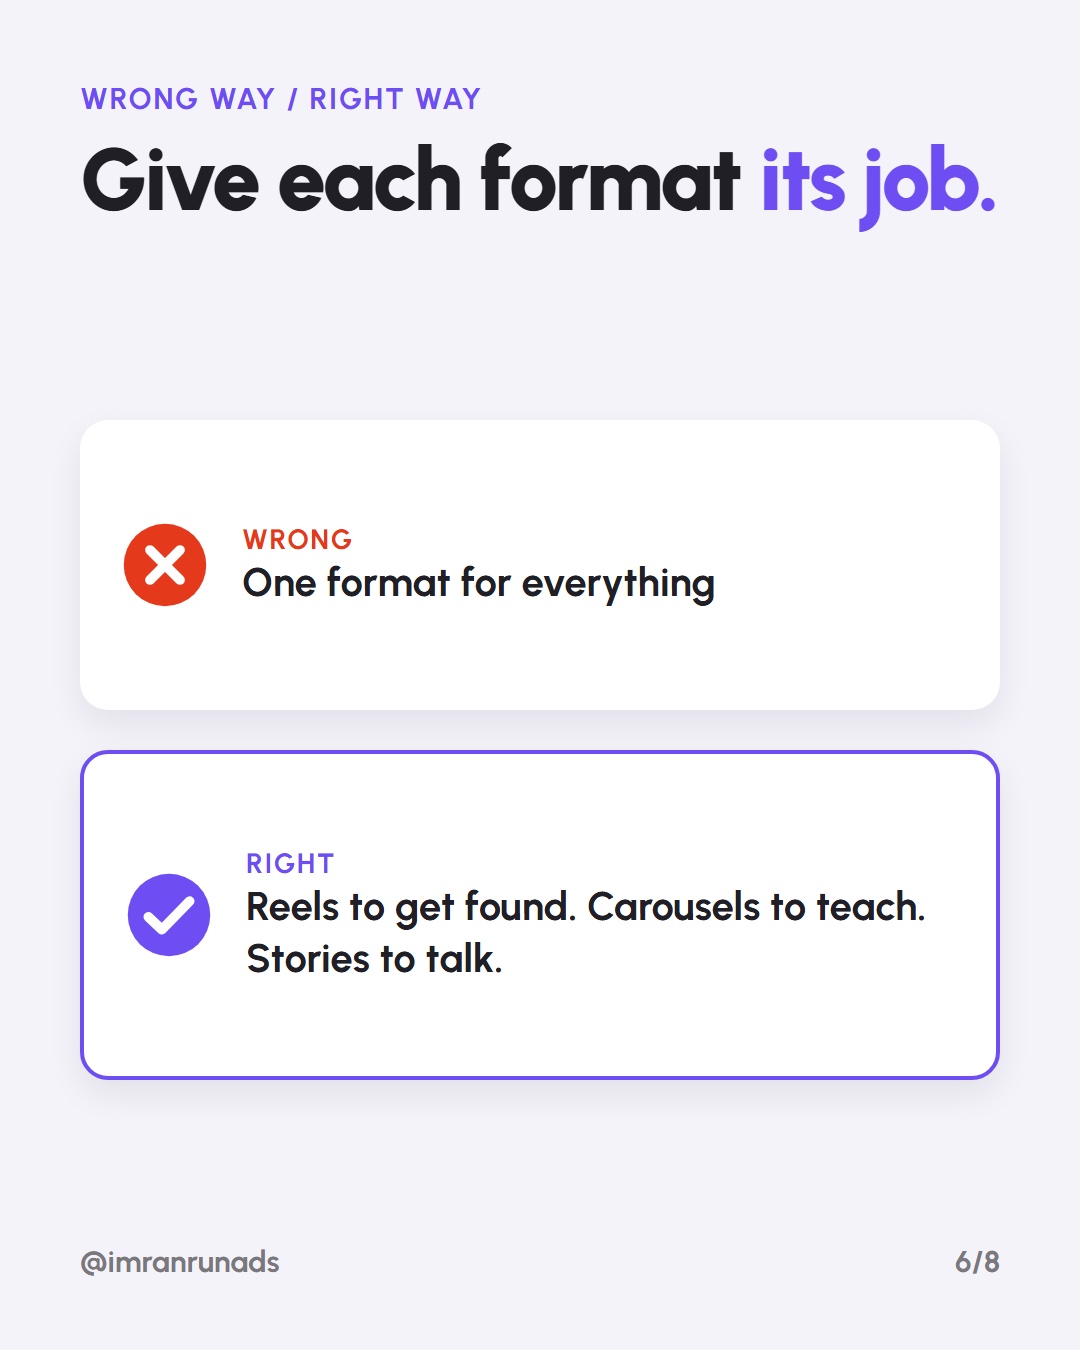 WRONG WAY / RIGHT WAY
Give each format its job.
WRONG
One format for everything
RIGHT
Reels to get found. Carousels to teach.
Stories to talk.
@imranrunads
6/8